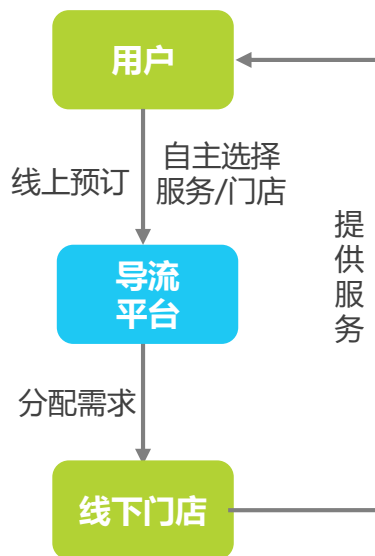 用户
线上预订
自主选择
服务/门店
导流
平台
提
供
服
务
分配需求
线下门店